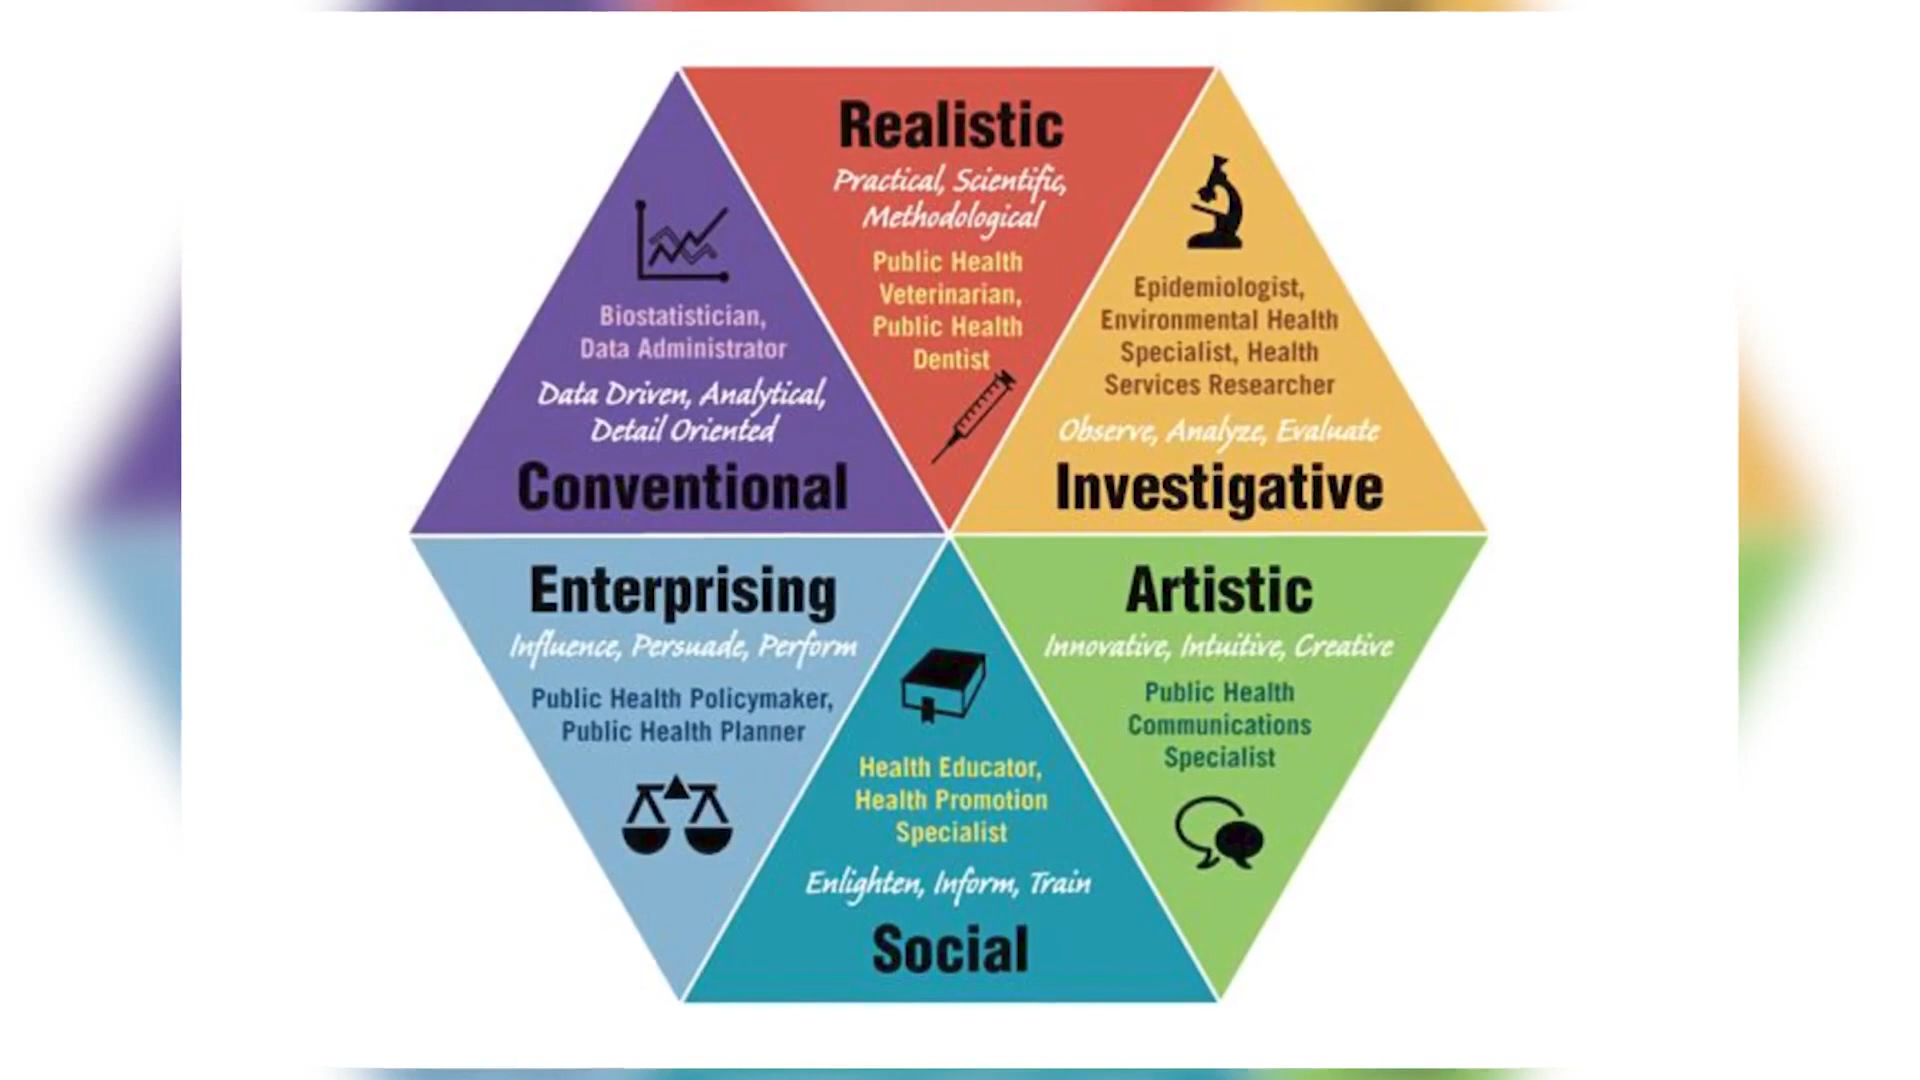 Realistic
Practical, Scientific,
Methodological
Public Health
Veterinarian,
Public Health
Dentist
Epidemiologist,
Environmental Health
Specialist, Health
Services Researcher
Observe, Analyze, Evaluate
Investigative
Artistic
Innovative, Intuitive, Creative
Public Health
Communications
Specialist
Health Educator,
Health Promotion
Specialist
Enlighten, Inform, Train
Social
Enterprising
Influence, Persuade, Perform
Public Health Policymaker,
Public Health Planner
Biostatistician,
Data Administrator
Data Driven, Analytical,
Detail Oriented
Conventional